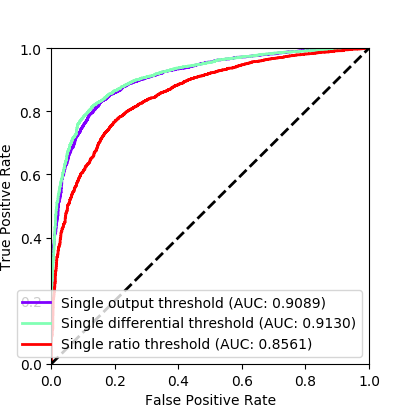 1.0
0.8
0.6
0.4
0.2
0.0
True Positive Rate
Single output threshold (AUC: 0.9089)
Single differential threshold (AUC: 0.9130)
Single ratio threshold (AUC: 0.8561)
0.0 0.2 0.4 0.6 0.8 1.0
False Positive Rate